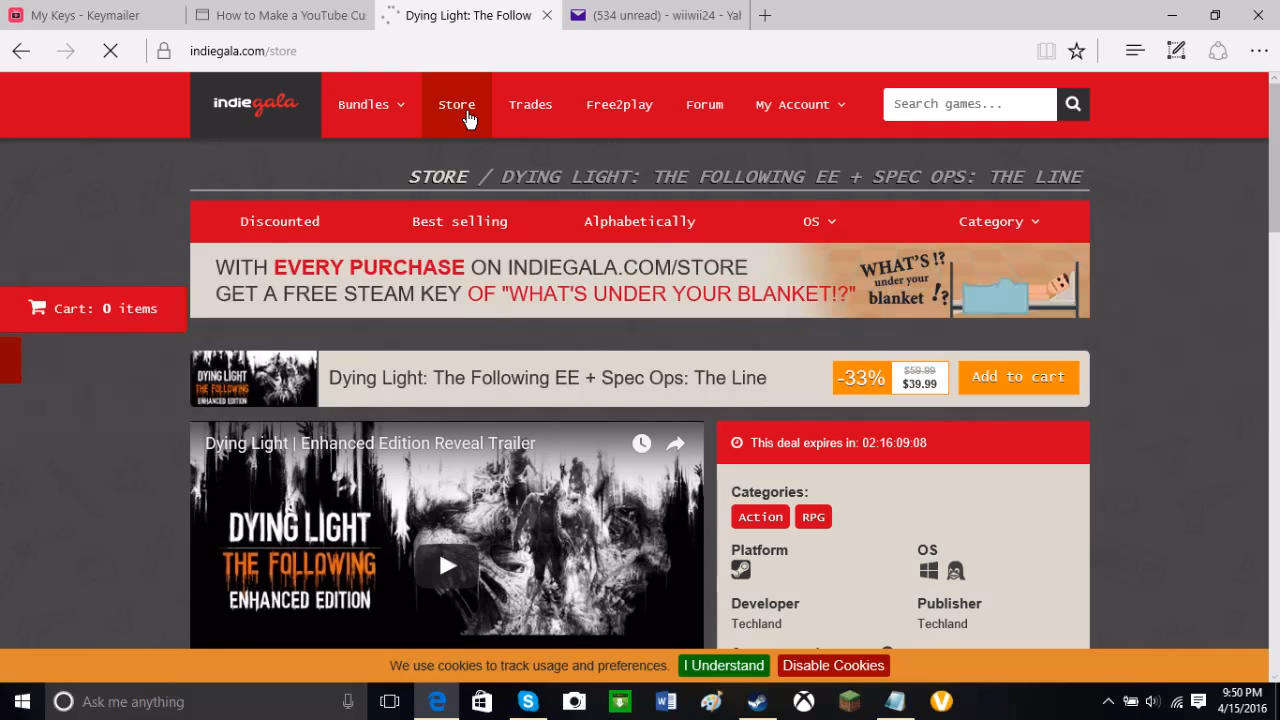 My Keys - Keymailer
How to Make a YouTube Cu
Dying Light: The Follow
(534 unread) - wiiwii24 - Yal
indiegala.com/store
indiegala
Bundles
Store
Trades
Free2play
Forum
My Account
Search games...
STORE / DYING LIGHT: THE FOLLOWING EE + SPEC OPS: THE LINE
Discounted
Best selling
Alphabetically
OS
Category
WITH EVERY PURCHASE ON INDIEGALA.COM/STORE
GET A FREE STEAM KEY OF "WHAT'S UNDER YOUR BLANKET!?"
WHAT'S !?
under your
blanket !?
Cart: 0 items
DYING LIGHT
THE FOLLOWING
ENHANCED EDITION
Dying Light: The Following EE + Spec Ops: The Line
-33%
$59.99
$39.99
Add to cart
Dying Light | Enhanced Edition Reveal Trailer
DYING LIGHT
THE FOLLOWING
ENHANCED EDITION
This deal expires in: 02:16:09:08
Categories:
Action
RPG
Platform
OS
Developer
Publisher
Techland
Techland
We use cookies to track usage and preferences.
I Understand
Disable Cookies
Ask me anything
9:50 PM
4/15/2016